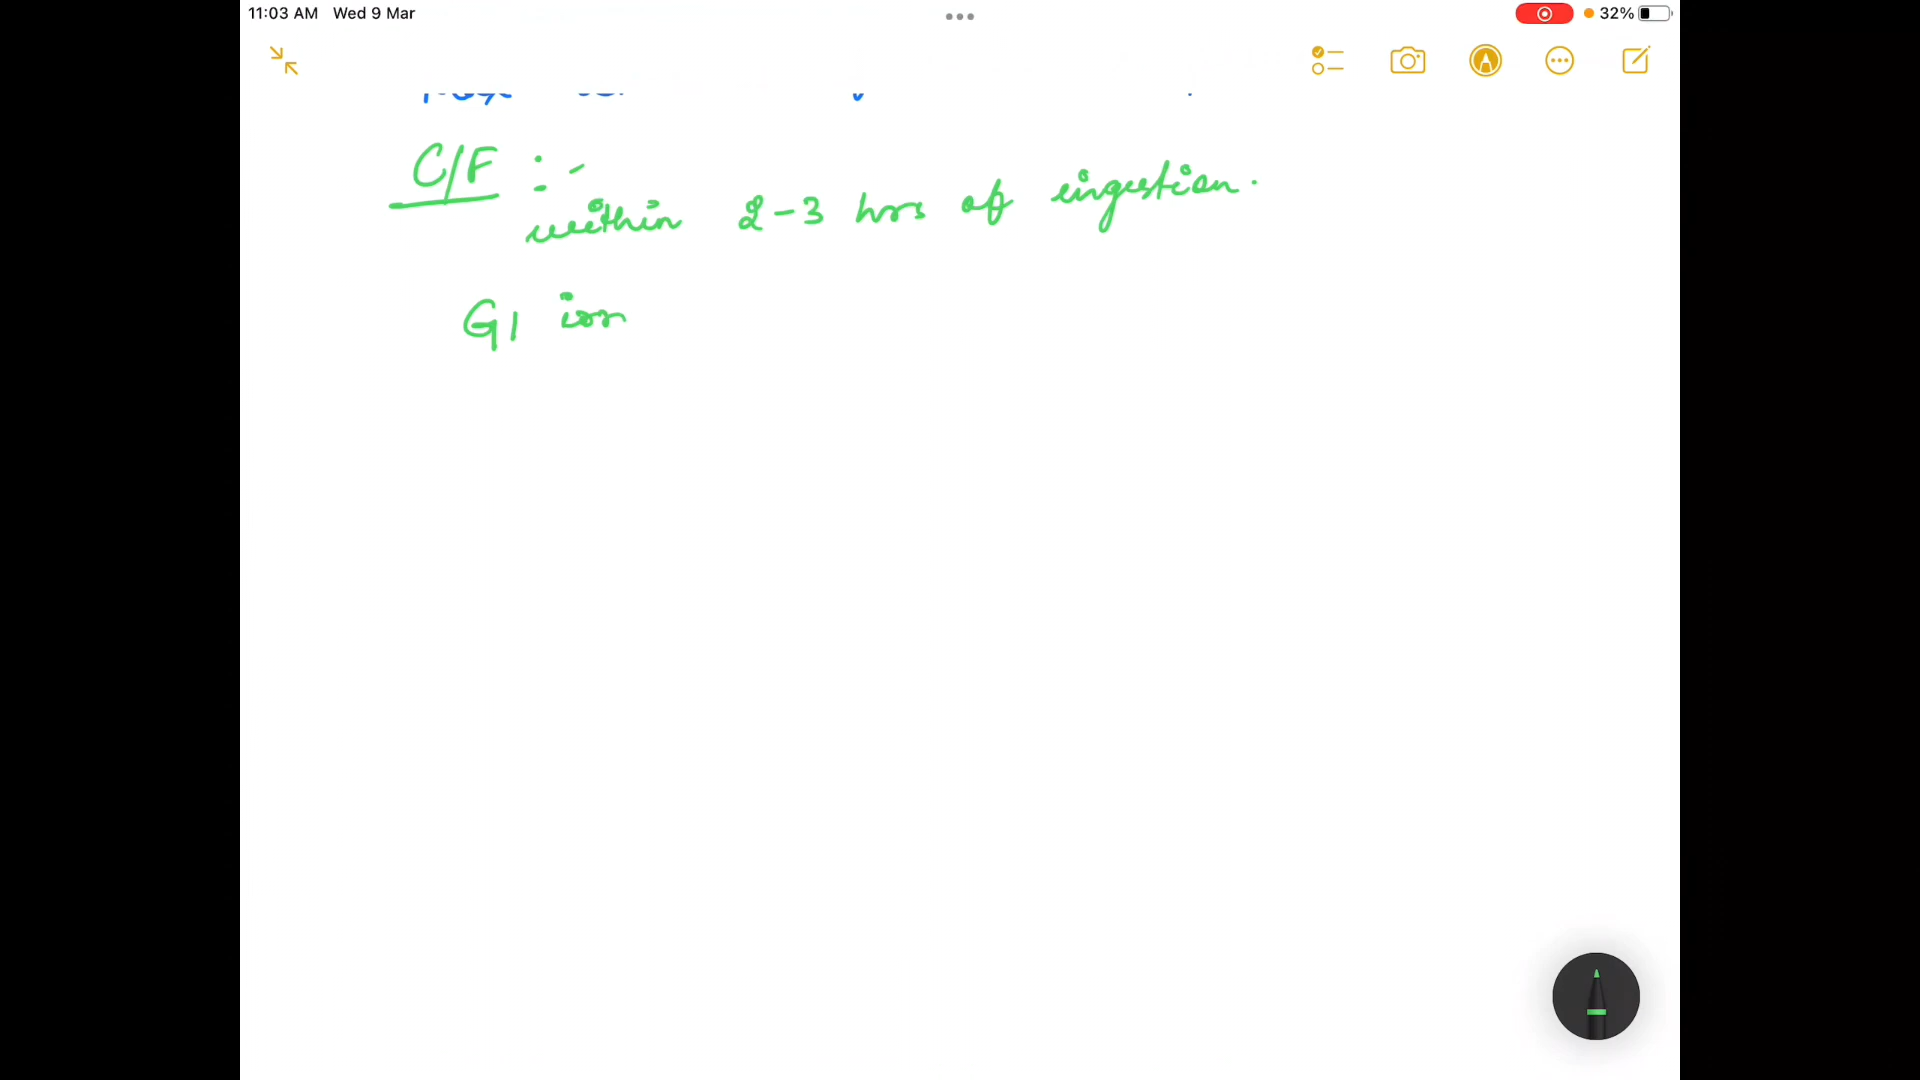 11:03 AM Wed 9 Mar
32%
C/F :-
within 2-3 hrs of ingestion.
GI irr